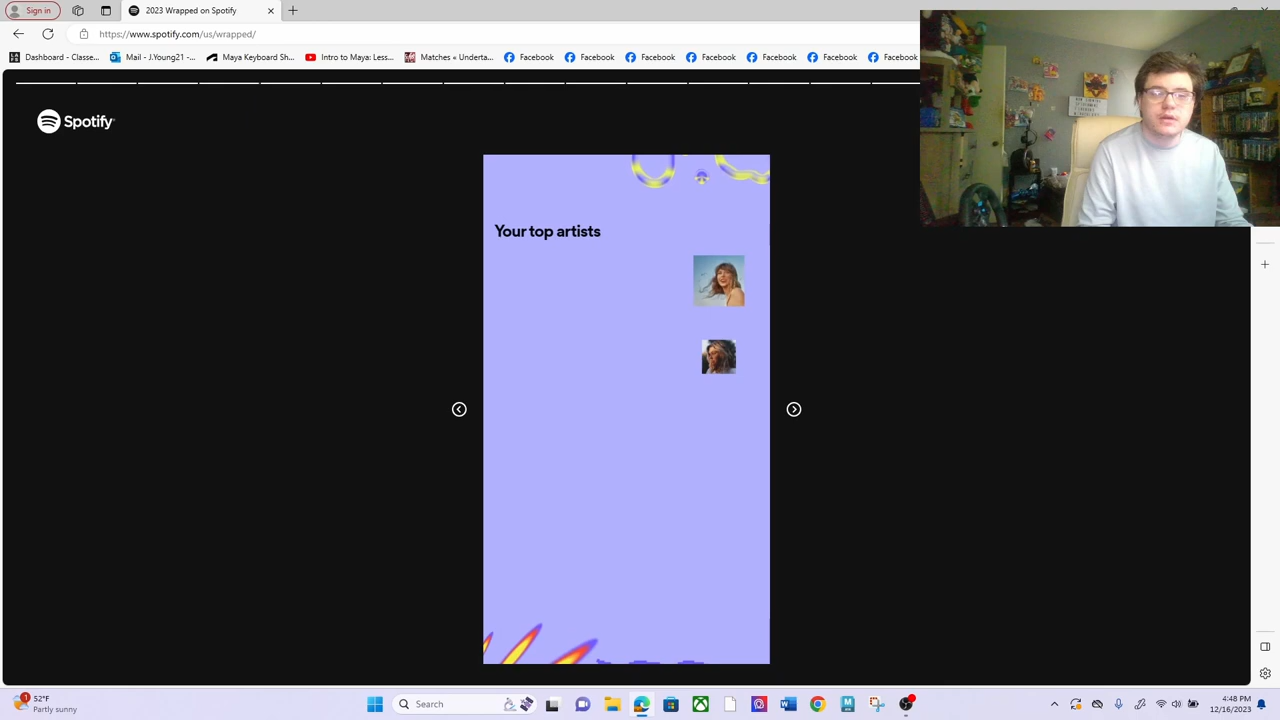 Sign in
2023 Wrapped on Spotify
https://www.spotify.com/us/wrapped/
Dashboard - Classe...
Mail - J.Young21 -...
Maya Keyboard Sh...
Intro to Maya: Less...
Matches « Underta...
Facebook
Facebook
Facebook
Facebook
Facebook
Facebook
Facebook
Spotify
Your top artists
1
52°F
Partly sunny
Search
4:48 PM
12/16/2023